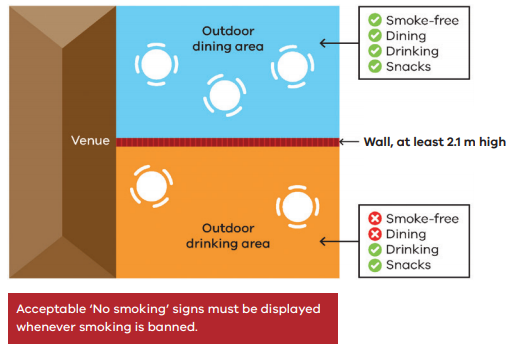 Outdoor
dining area
Smoke-free
Dining
Drinking
Snacks
Venue
Wall, at least 2.1 m high
Outdoor
drinking area
Smoke-free
Dining
Drinking
Snacks
Acceptable ‘No smoking’ signs must be displayed
whenever smoking is banned.